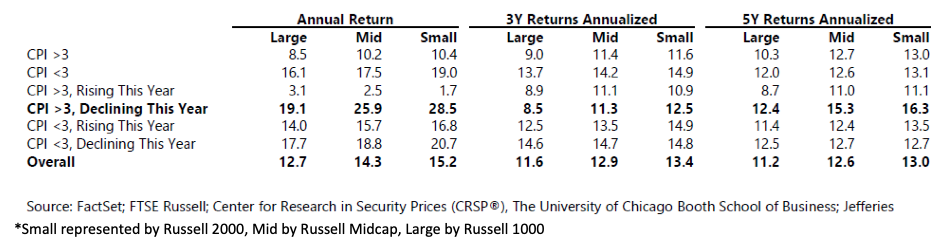 Annual Return 3Y Returns Annualized 5Y Returns Annualized
Large Mid Small Large Mid Small Large Mid Small
CPI >3 8.5 10.2 10.4 9.0 11.4 11.6 10.3 12.7 13.0
CPI <3 16.1 17.5 19.0 13.7 14.2 14.9 12.0 12.6 13.1
CPI >3, Rising This Year 3.1 2.5 1.7 8.9 11.1 10.9 8.7 11.0 11.1
CPI >3, Declining This Year 19.1 25.9 28.5 8.5 11.3 12.5 12.4 15.3 16.3
CPI <3, Rising This Year 14.0 15.7 16.8 12.5 13.5 14.9 11.4 12.4 13.5
CPI <3, Declining This Year 17.7 18.8 20.7 14.6 14.7 14.8 12.5 12.7 12.7
Overall 12.7 14.3 15.2 11.6 12.9 13.4 11.2 12.6 13.0
Source: FactSet; FTSE Russell; Center for Research in Security Prices (CRSP®), The University of Chicago Booth School of Business; Jefferies
*Small represented by Russell 2000, Mid by Russell Midcap, Large by Russell 1000